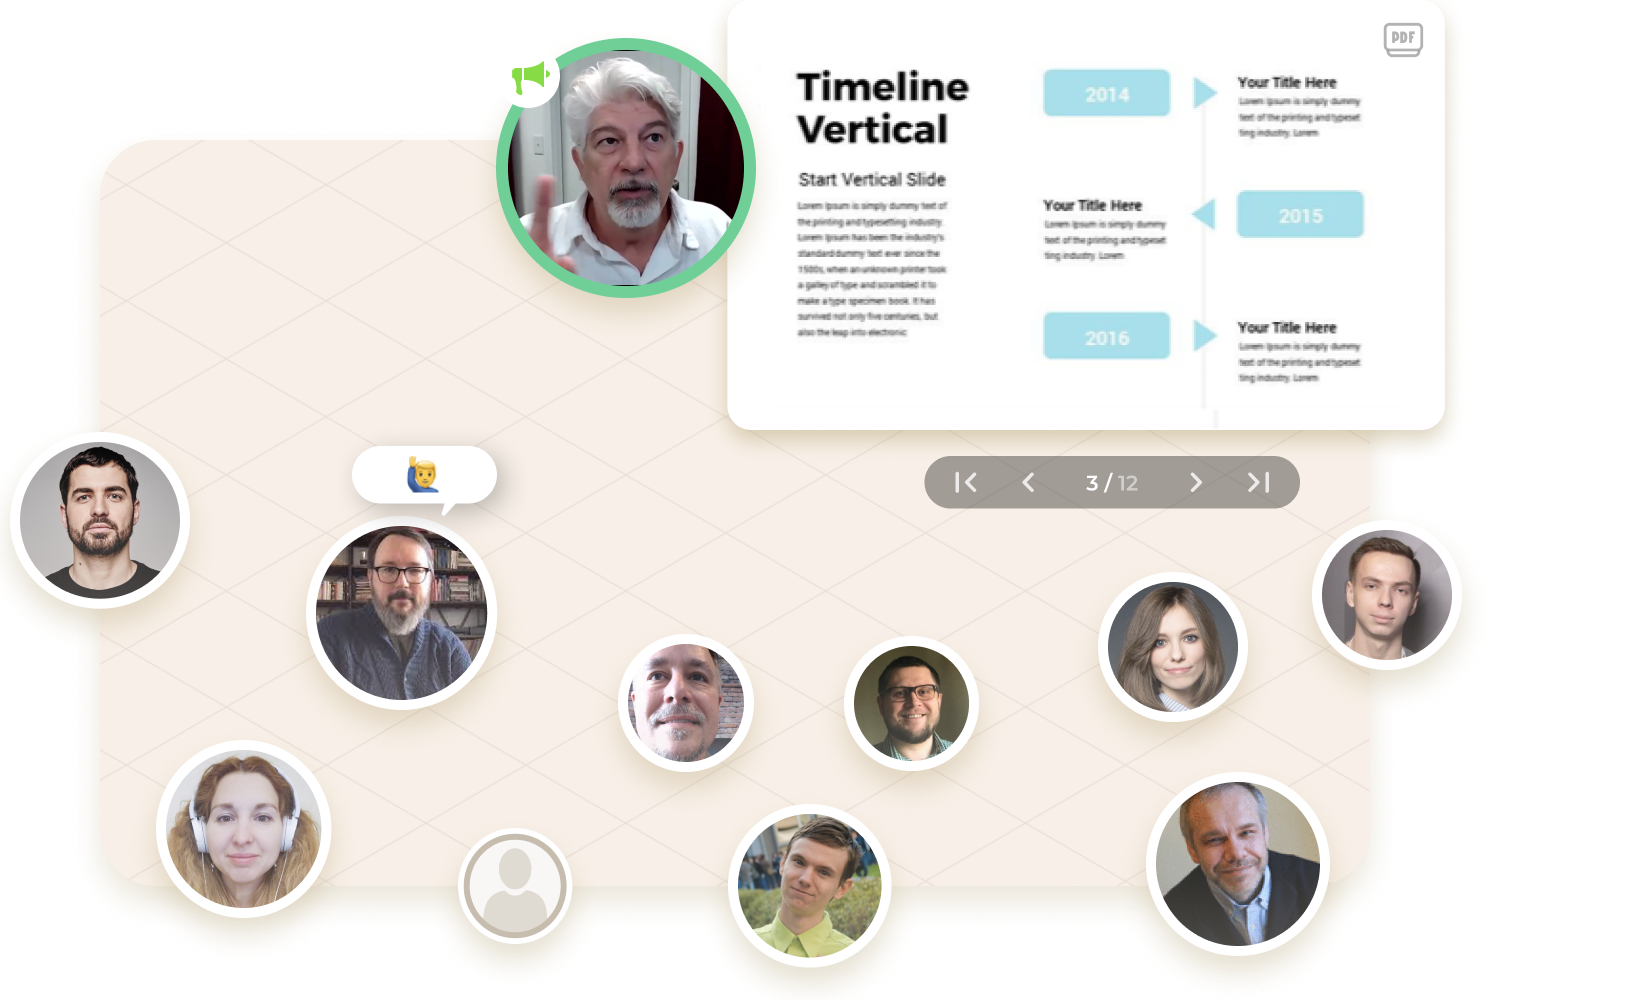 PDF
Timeline
Vertical
Start Vertical Slide
Lorem Ipsum is simply dummy text of
the printing and typesetting industry.
Lorem Ipsum has been the industry's
standard dummy text ever since the
1500s, when an unknown printer took
a galley of type and scrambled it to
make a type specimen book. It has
survived not only five centuries, but
also the leap into electronic
2014
Your Title Here
Lorem Ipsum is simply dummy
text of the printing and typeset
ting industry. Lorem
Your Title Here
Lorem Ipsum is simply dummy
text of the printing and typeset
ting industry. Lorem
2015
2016
Your Title Here
Lorem Ipsum is simply dummy
text of the printing and typeset
ting industry. Lorem
3 / 12